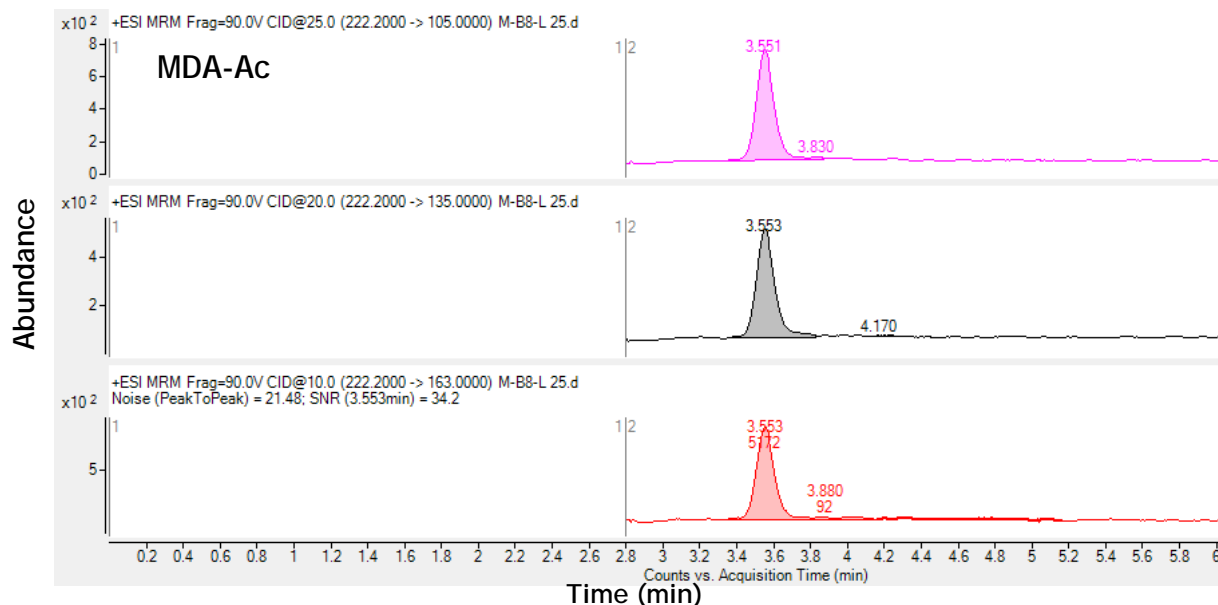 +ESI MRM Frag=90.0V CID@25.0 (222.2000 -> 105.0000) M-B8-L 25.d
x10 2
8
6
4
2
0
1
1 2
MDA-Ac
3.551
3.830
+ESI MRM Frag=90.0V CID@20.0 (222.2000 -> 135.0000) M-B8-L 25.d
x10 2
4
2
1
1 2
3.553
4.170
Abundance
+ESI MRM Frag=90.0V CID@10.0 (222.2000 -> 163.0000) M-B8-L 25.d
Noise (PeakToPeak) = 21.48; SNR (3.553min) = 34.2
x10 2
5
1
1 2
3.553
5172
3.880
92
0.2 0.4 0.6 0.8 1 1.2 1.4 1.6 1.8 2 2.2 2.4 2.6 2.8 3 3.2 3.4 3.6 3.8 4 4.2 4.4 4.6 4.8 5 5.2 5.4 5.6 5.8 6
Counts vs. Acquisition Time (min)
Time (min)